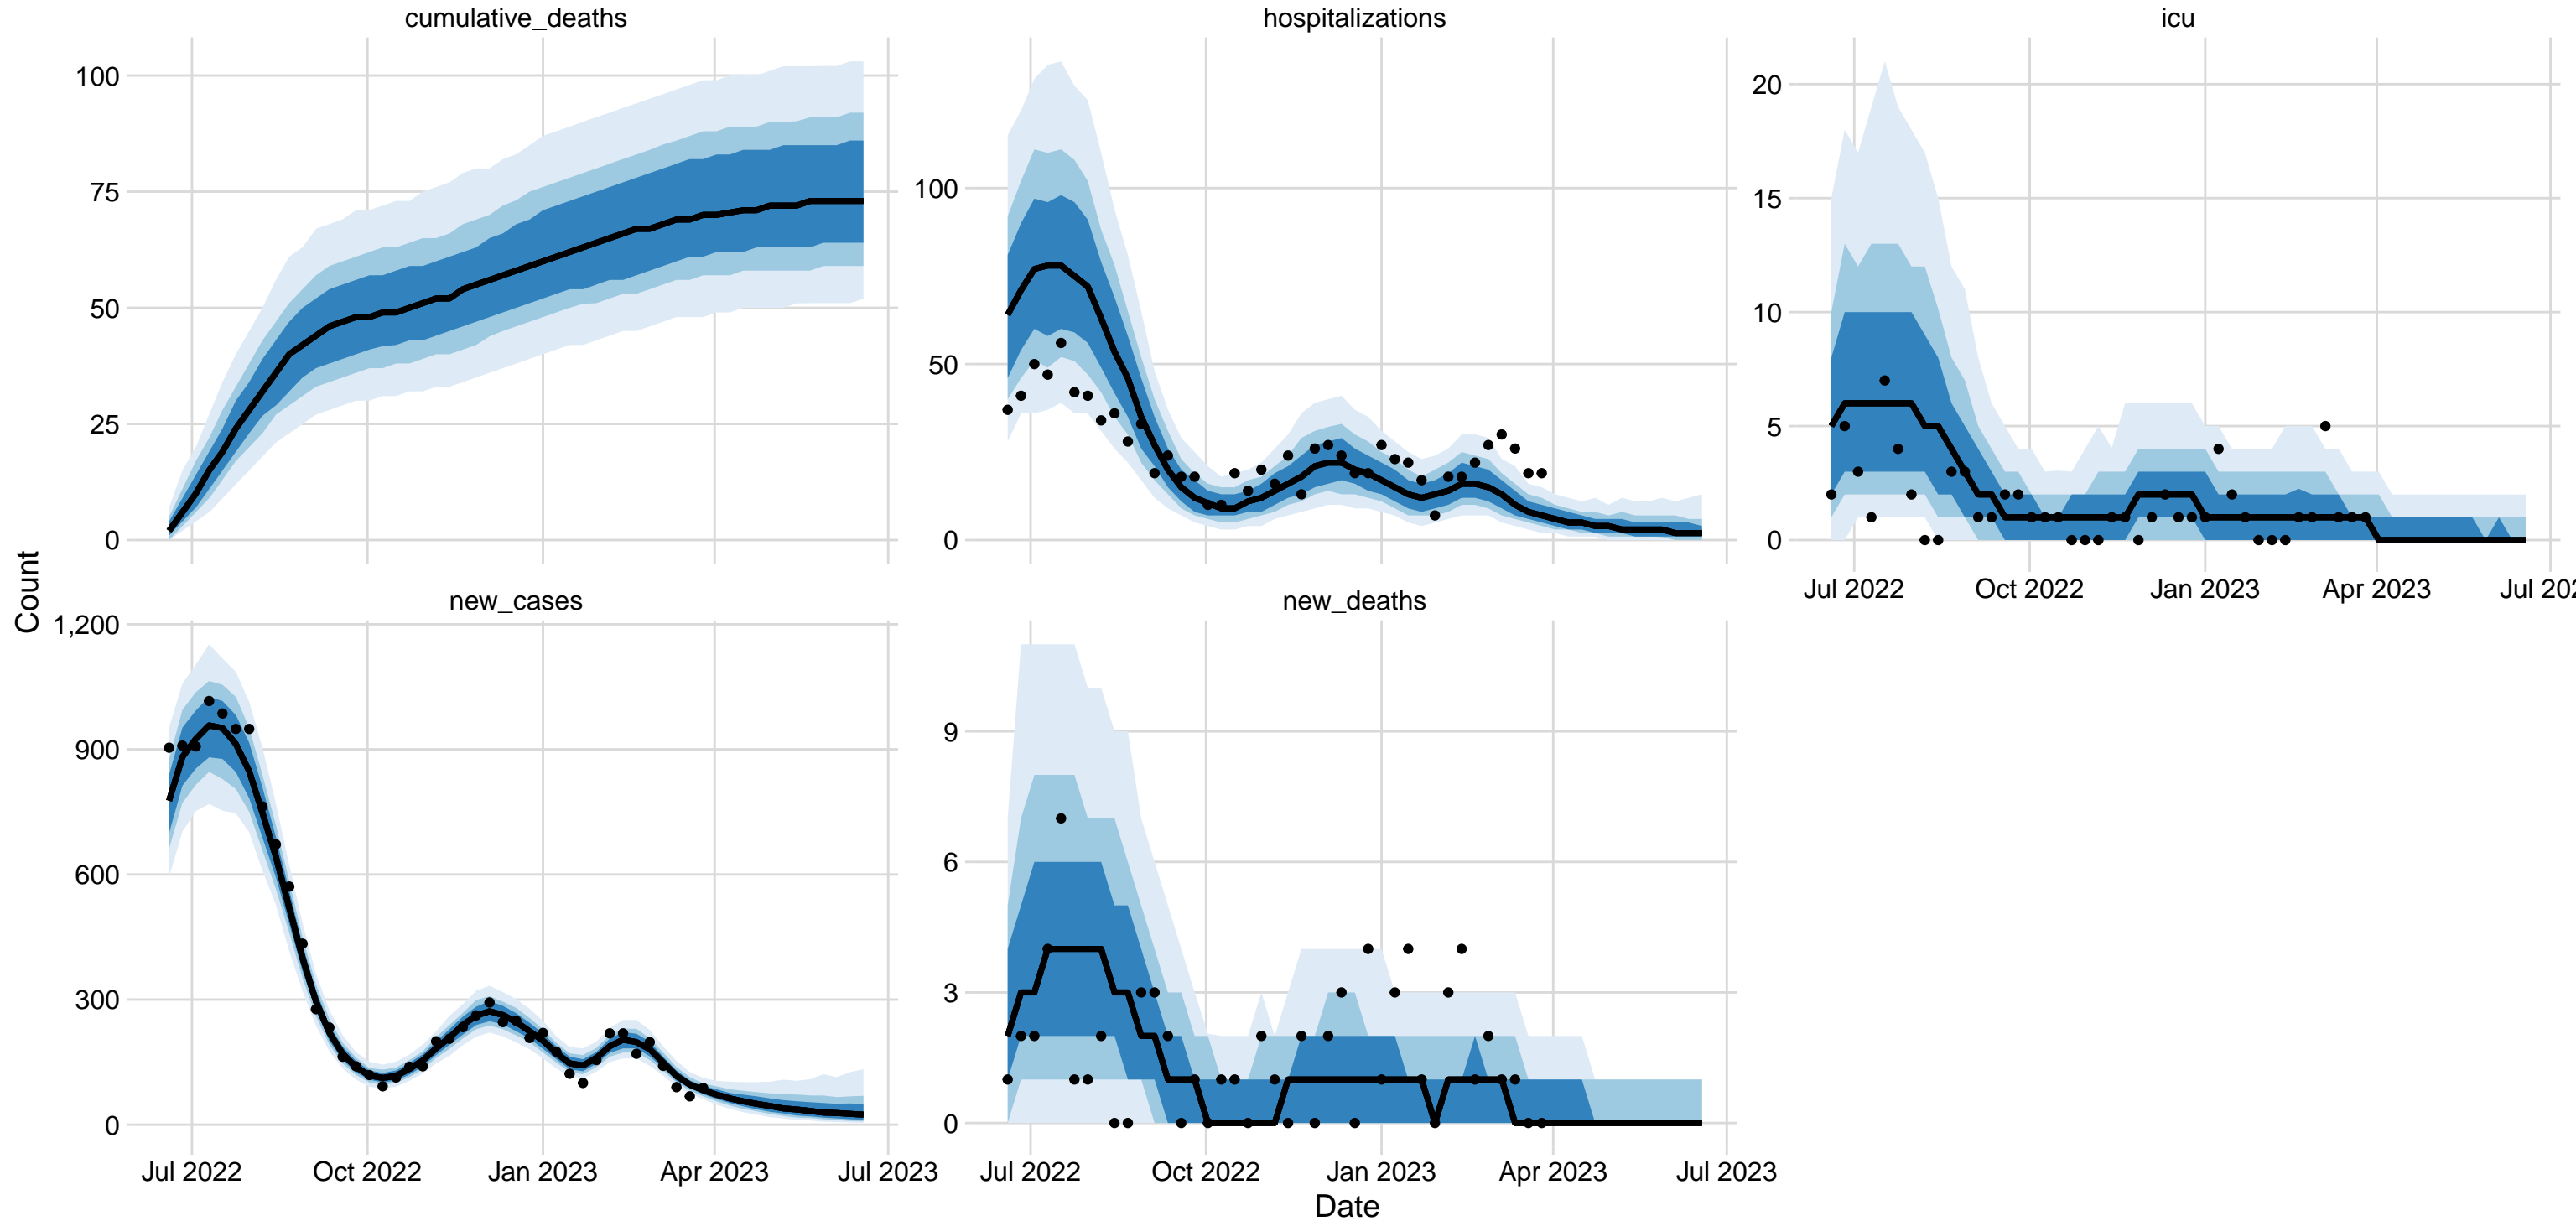 cumulative_deaths
hospitalizations
icu
100
75
50
25
0
100
50
0
20
15
10
5
0
Jul 2022 Oct 2022 Jan 2023 Apr 2023 Jul 202
Count
new_cases
new_deaths
1,200
900
600
300
0
9
6
3
0
Jul 2022 Oct 2022 Jan 2023 Apr 2023 Jul 2023
Jul 2022 Oct 2022 Jan 2023 Apr 2023 Jul 2023
Date